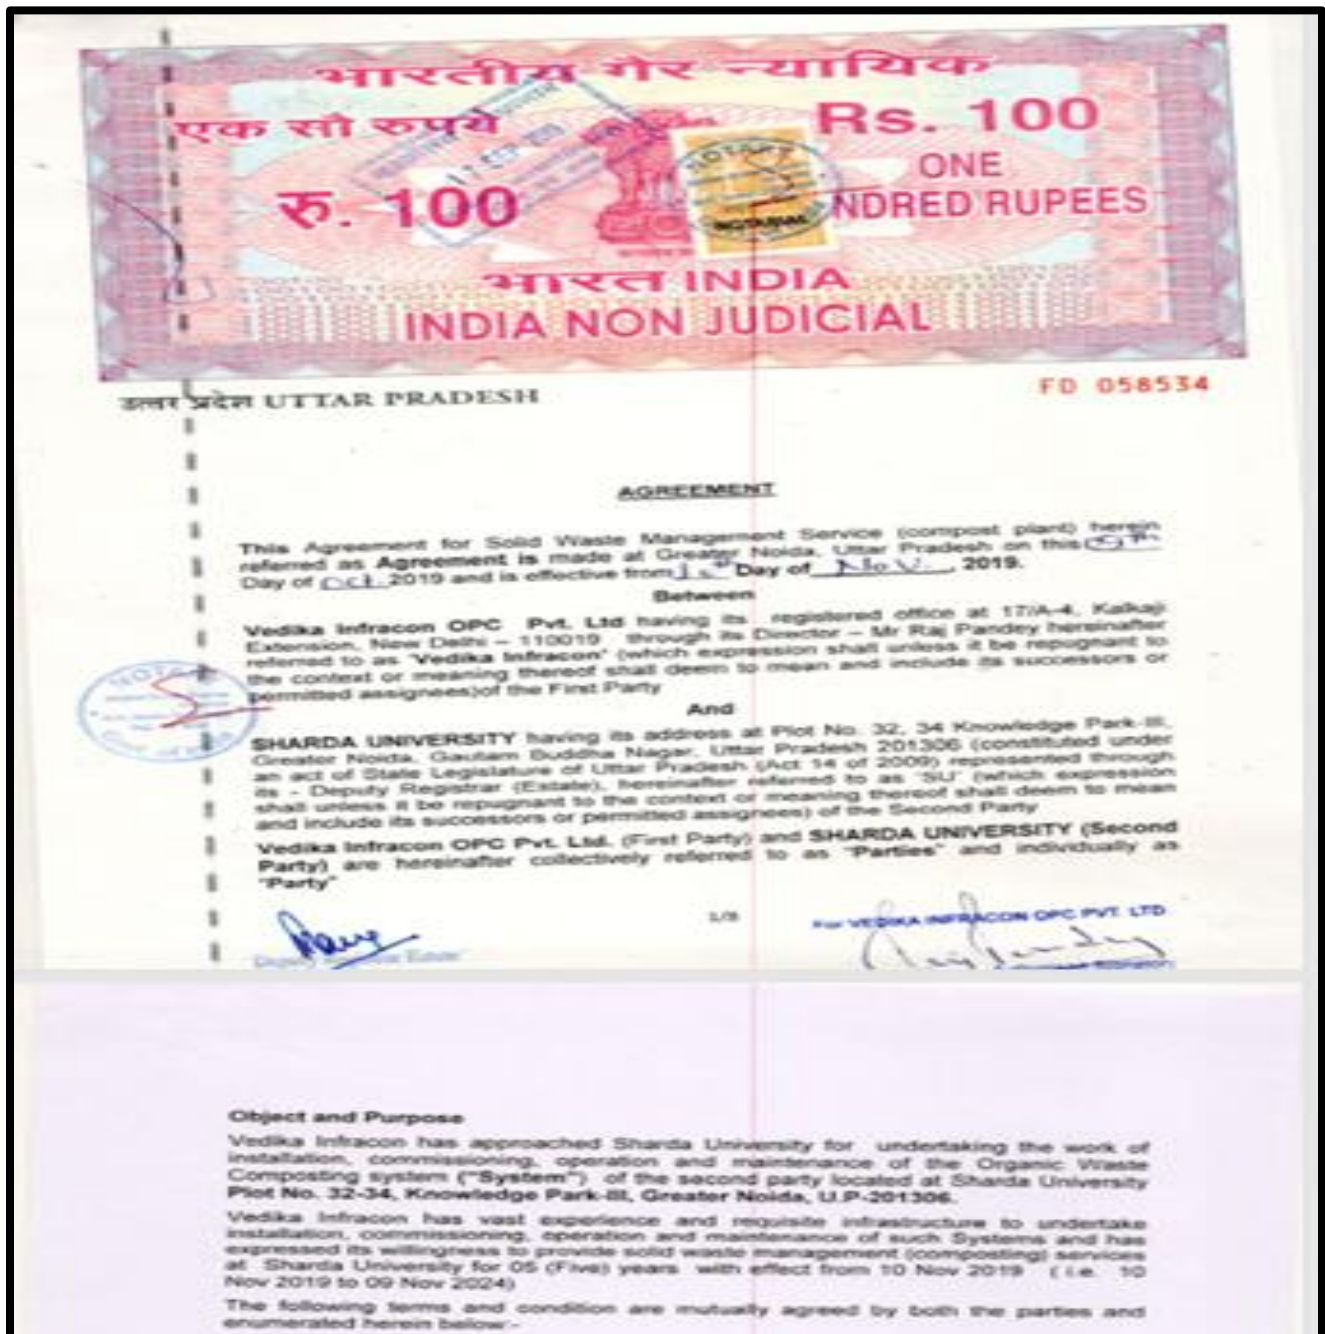 भारतीय गैर न्यायिक
एक सौ रुपये
Rs. 100
रु. 100
ONE
NDRED RUPEES
भारत INDIA
INDIA NON JUDICIAL
उत्तर प्रदेश UTTAR PRADESH
FD 058534
AGREEMENT
This Agreement for Solid Waste Management Service (compost plant) herein
referred as Agreement is made at Greater Noida, Uttar Pradesh on this
Day of Oct. 2019 and is effective from Day of Nov. , 2019.
Between
Vedika Infracon OPC Pvt. Ltd having its registered office at 17/A-4, Kalkaji
Extension, New Delhi – 110019 through its Director – Mr Raj Pandey hereinafter
referred to as 'Vedika Infracon' (which expression shall unless it be repugnant to
the context or meaning thereof shall deem to mean and include its successors or
permitted assignees)of the First Party
And
SHARDA UNIVERSITY having its address at Plot No. 32, 34 Knowledge Park-III,
Greater Noida, Gautam Buddha Nagar, Uttar Pradesh 201306 (constituted under
an act of State Legislature of Uttar Pradesh (Act 14 of 2009) represented through
its - Deputy Registrar (Estate), hereinafter referred to as 'SU' (which expression
shall unless it be repugnant to the context or meaning thereof shall deem to mean
and include its successors or permitted assignees) of the Second Party
Vedika Infracon OPC Pvt. Ltd. (First Party) and SHARDA UNIVERSITY (Second
Party) are hereinafter collectively referred to as "Parties" and individually as
"Party"
For VEDIKA INFRACON OPC PVT. LTD
Object and Purpose
Vedika Infracon has approached Sharda University for undertaking the work of
installation, commissioning, operation and maintenance of the Organic Waste
Composting system ("System") of the second party located at Sharda University
Plot No. 32-34, Knowledge Park-III, Greater Noida, U.P-201306.
Vedika Infracon has vast experience and requisite infrastructure to undertake
installation, commissioning, operation and maintenance of such Systems and has
expressed its willingness to provide solid waste management (composting) services
at Sharda University for 05 (Five) years with effect from 10 Nov 2019 ( i.e. 10
Nov 2019 to 09 Nov 2024)
The following terms and condition are mutually agreed by both the parties and
enumerated herein below:-